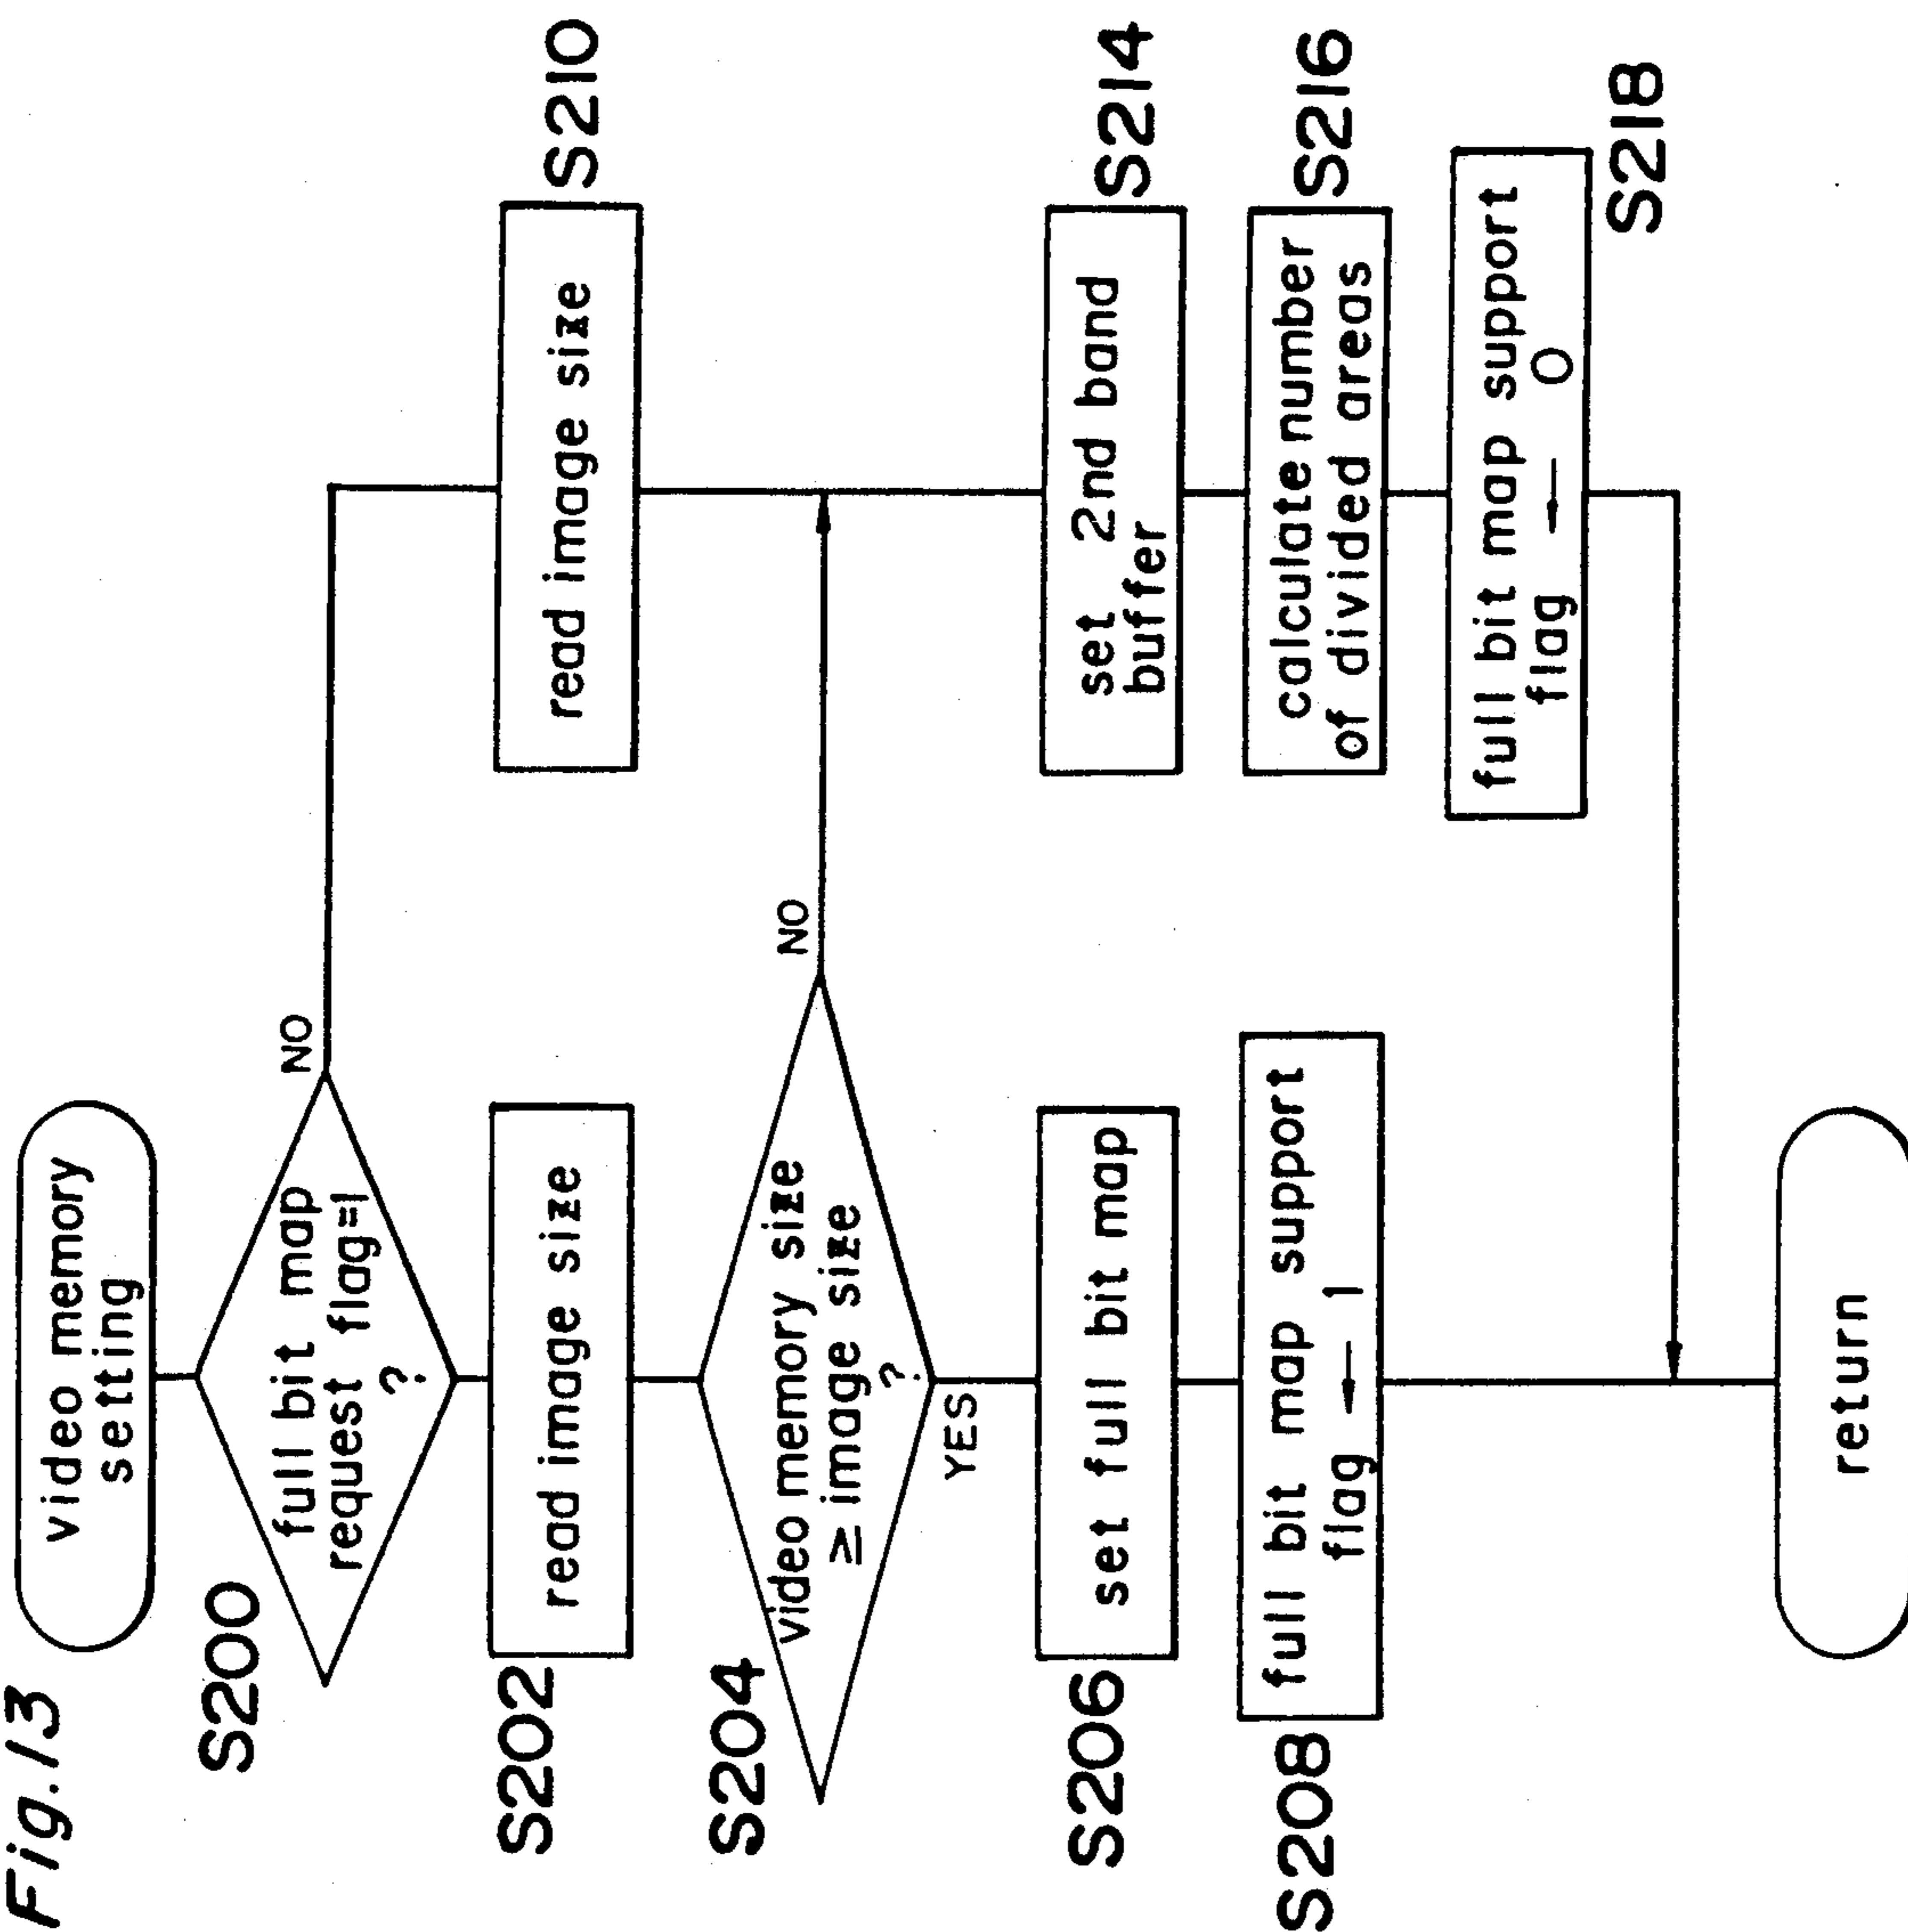 Fig.13
video memory
setting
S200
full bit map
request flag=1
?
NO
S202
read image size
S210
read image size
S204
video memory size
≥ image size
?
NO
YES
S206
set full bit map
S214
set 2nd band
buffer
S208
full bit map support
flag ← 1
S216
calculate number
of divided areas
full bit map support
flag ← 0
S218
return